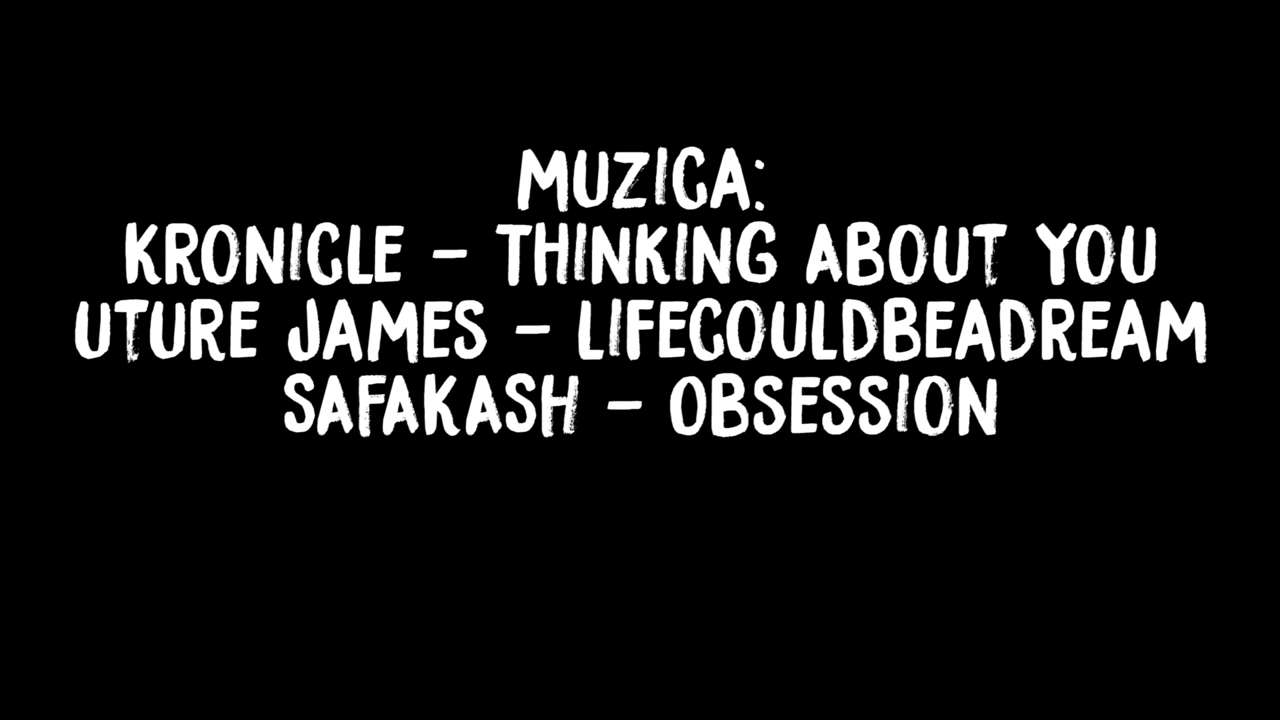 MUZICA:
KRONICLE - THINKING ABOUT YOU
UTURE JAMES - LIFECOULDBEADREAM
SAFAKASH - OBSESSION